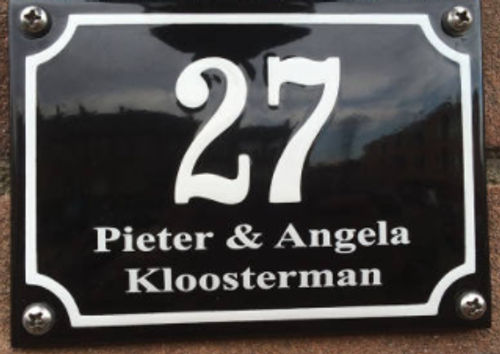 27
Pieter & Angela
Kloosterman